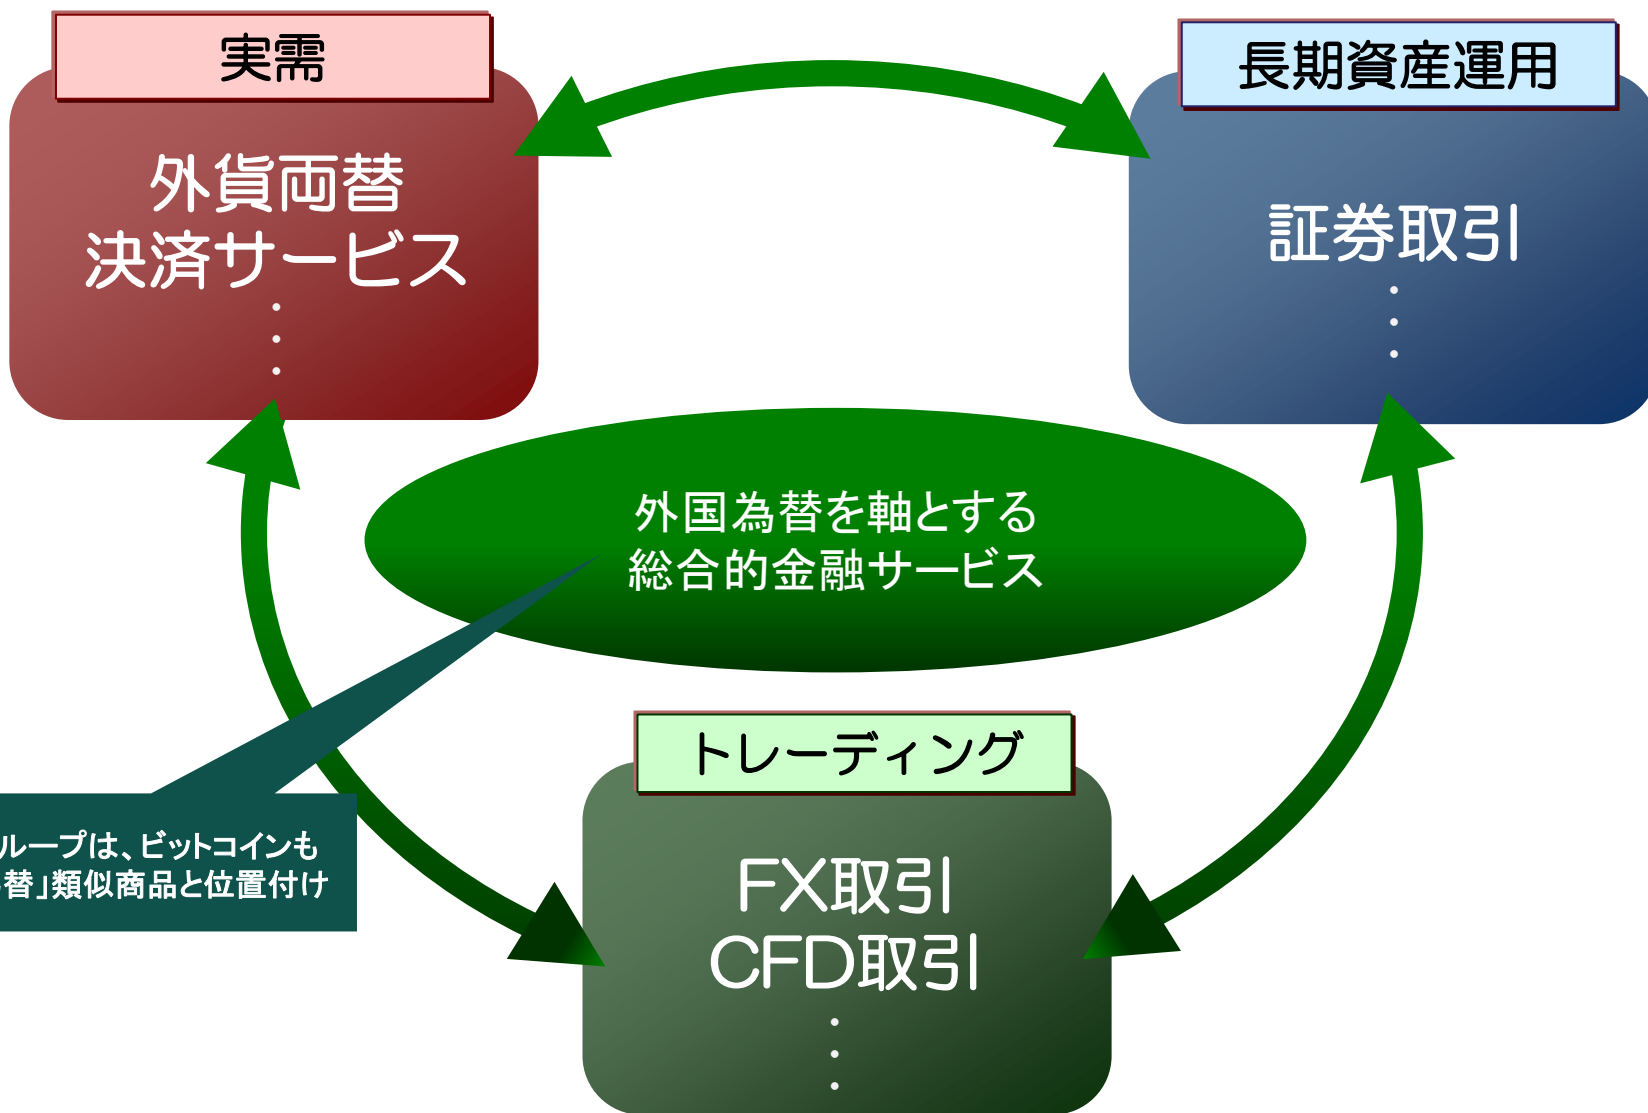 実需
外貨両替
決済サービス
・
・
・
長期資産運用
証券取引
・
・
・
外国為替を軸とする
総合的金融サービス
ループは、ビットコインも
替」類似商品と位置付け
トレーディング
FX取引
CFD取引
・
・
・